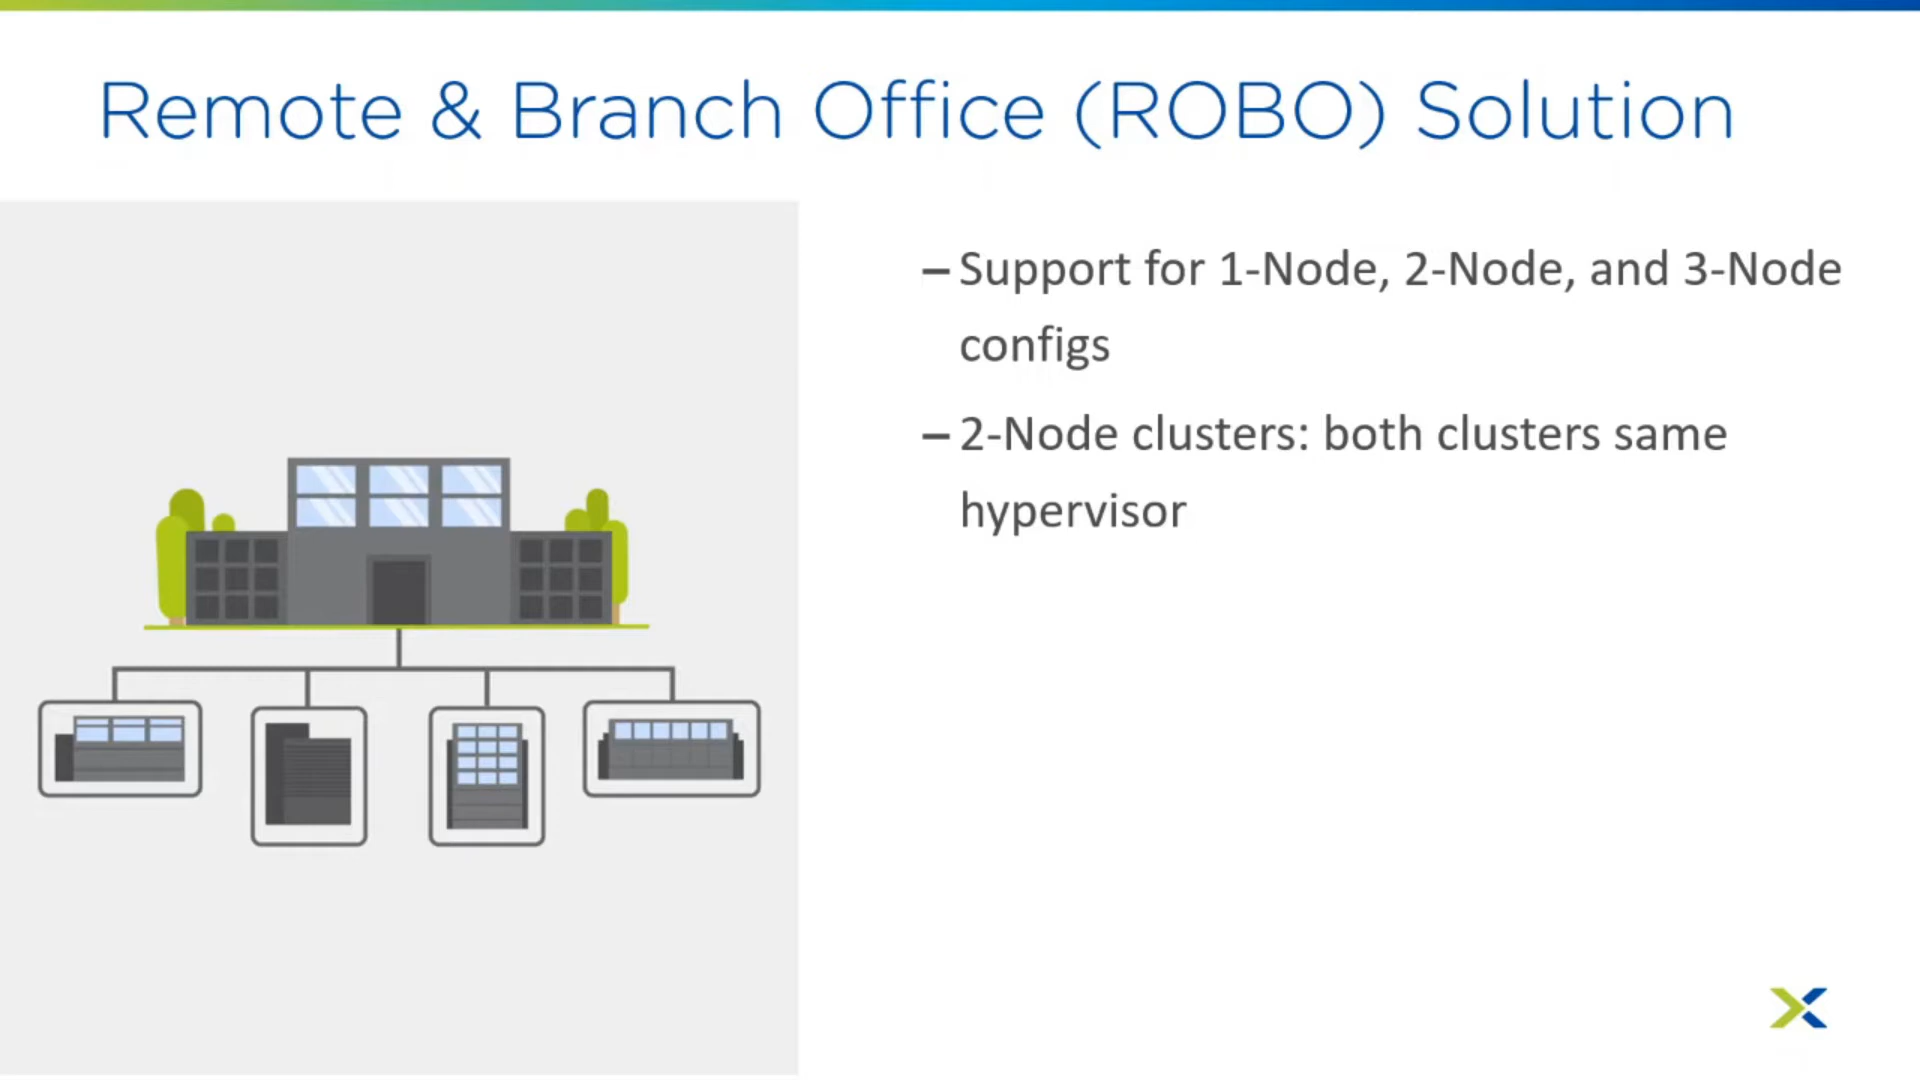 Remote & Branch Office (ROBO) Solution
– Support for 1-Node, 2-Node, and 3-Node
configs
– 2-Node clusters: both clusters same
hypervisor